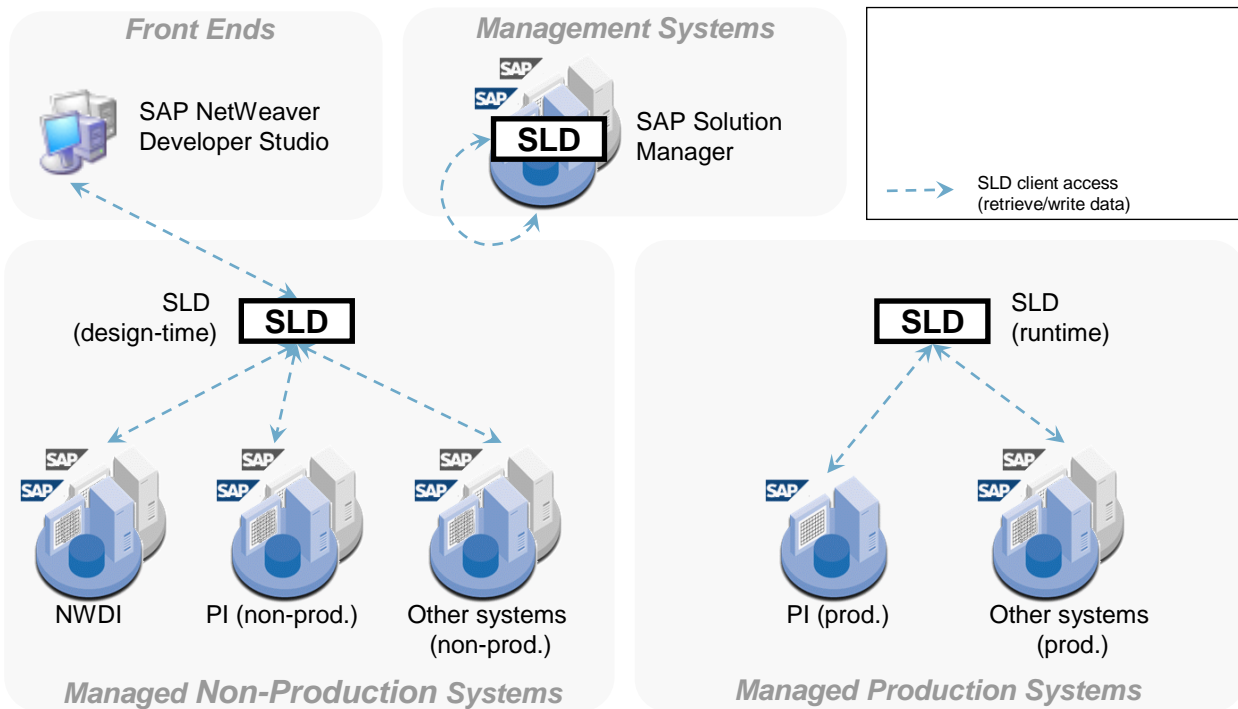 Front Ends
SAP NetWeaver
Developer Studio
Management Systems
SAP
SAP
SLD
SAP Solution
Manager
SLD client access
(retrieve/write data)
SLD
(design-time)
SLD
SAP
SAP
NWDI
SAP
SAP
PI (non-prod.)
SAP
SAP
Other systems
(non-prod.)
Managed Non-Production Systems
SLD
SLD
(runtime)
SAP
PI (prod.)
SAP
SAP
Other systems
(prod.)
Managed Production Systems